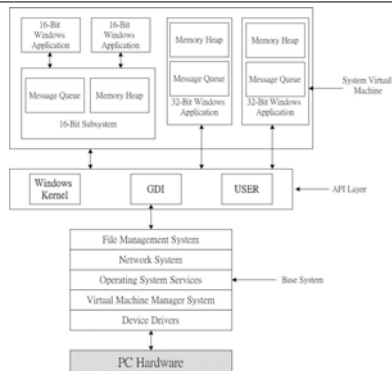 16-Bit
Windows
Application
16-Bit
Windows
Application
Memory Heap
Message Queue
32-Bit Windows
Application
Memory Heap
Message Queue
32-Bit Windows
Application
System Virtual
Machine
Message Queue
Memory Heap
16-Bit Subsystem
Windows
Kernel
GDI
USER
API Layer
File Management System
Network System
Operating System Services
Base System
Virtual Machine Manager System
Device Drivers
PC Hardware